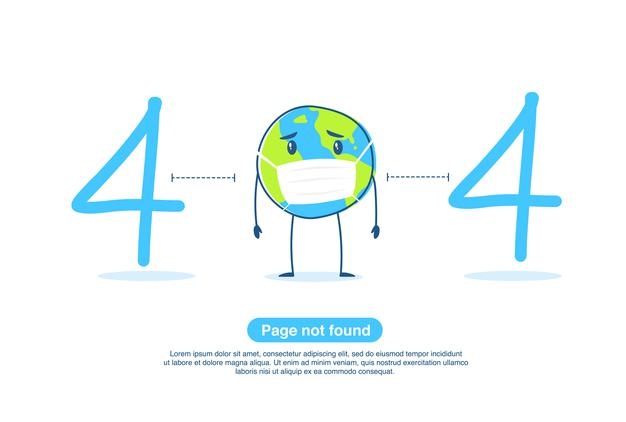 4 4
Page not found
Lorem ipsum dolor sit amet, consectetur adipiscing elit, sed do eiusmod tempor incididunt
ut labore et dolore magna aliqua. Ut enim ad minim veniam, quis nostrud exercitation ullamco
laboris nisi ut aliquip ex ea commodo consequat.